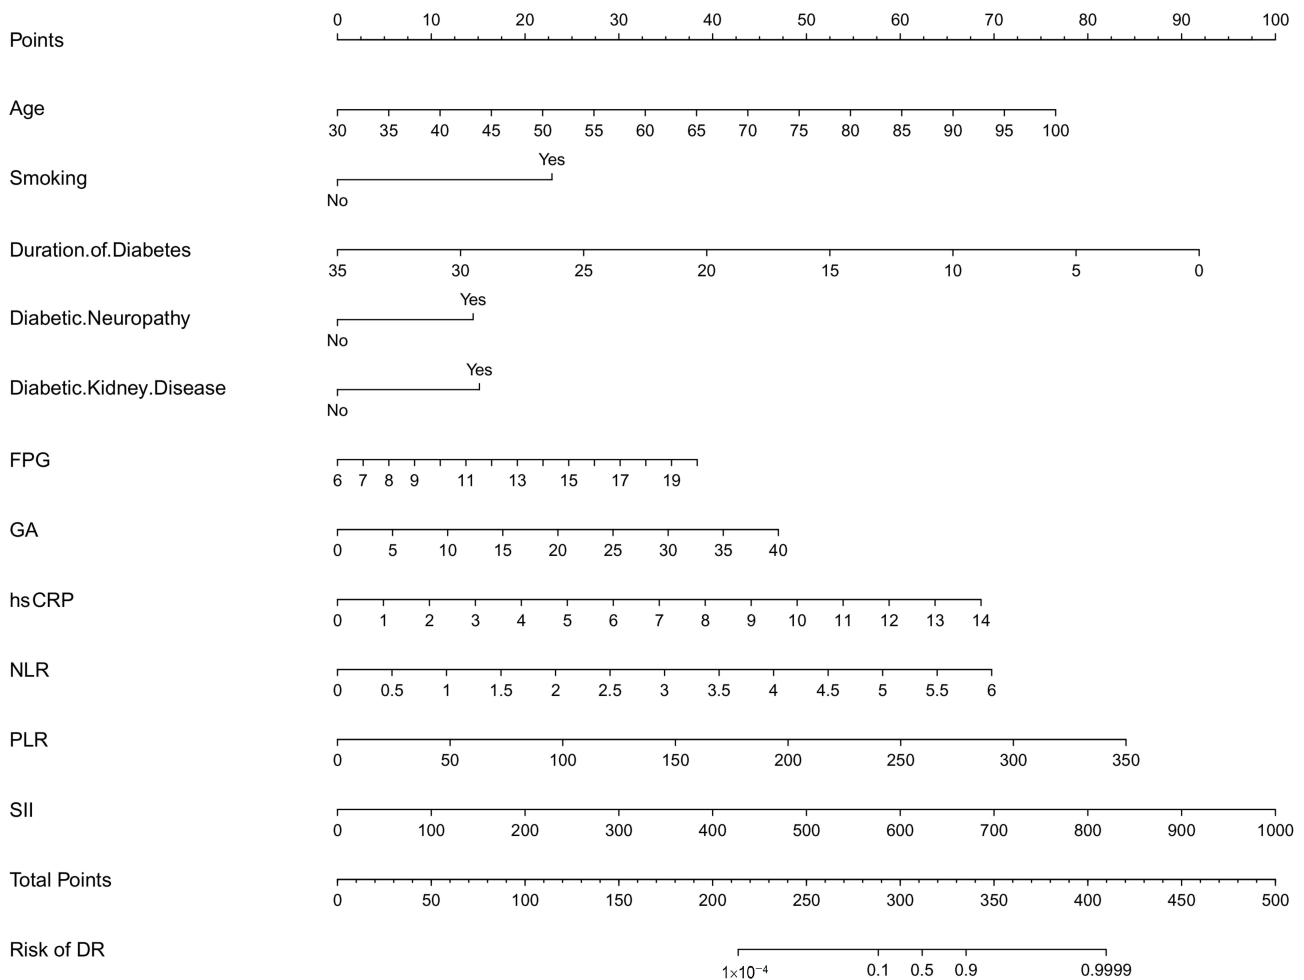 0 10 20 30 40 50 60 70 80 90 100
Points
Age
30 35 40 45 50 55 60 65 70 75 80 85 90 95 100
Yes
Smoking
No
Duration.of.Diabetes
35 30 25 20 15 10 5 0
Yes
Diabetic.Neuropathy
No
Yes
Diabetic.Kidney.Disease
No
FPG
6 7 8 9 11 13 15 17 19
GA
0 5 10 15 20 25 30 35 40
hsCRP
0 1 2 3 4 5 6 7 8 9 10 11 12 13 14
NLR
0 0.5 1 1.5 2 2.5 3 3.5 4 4.5 5 5.5 6
PLR
0 50 100 150 200 250 300 350
SII
0 100 200 300 400 500 600 700 800 900 1000
Total Points
0 50 100 150 200 250 300 350 400 450 500
Risk of DR
1×10⁻⁴ 0.1 0.5 0.9 0.9999